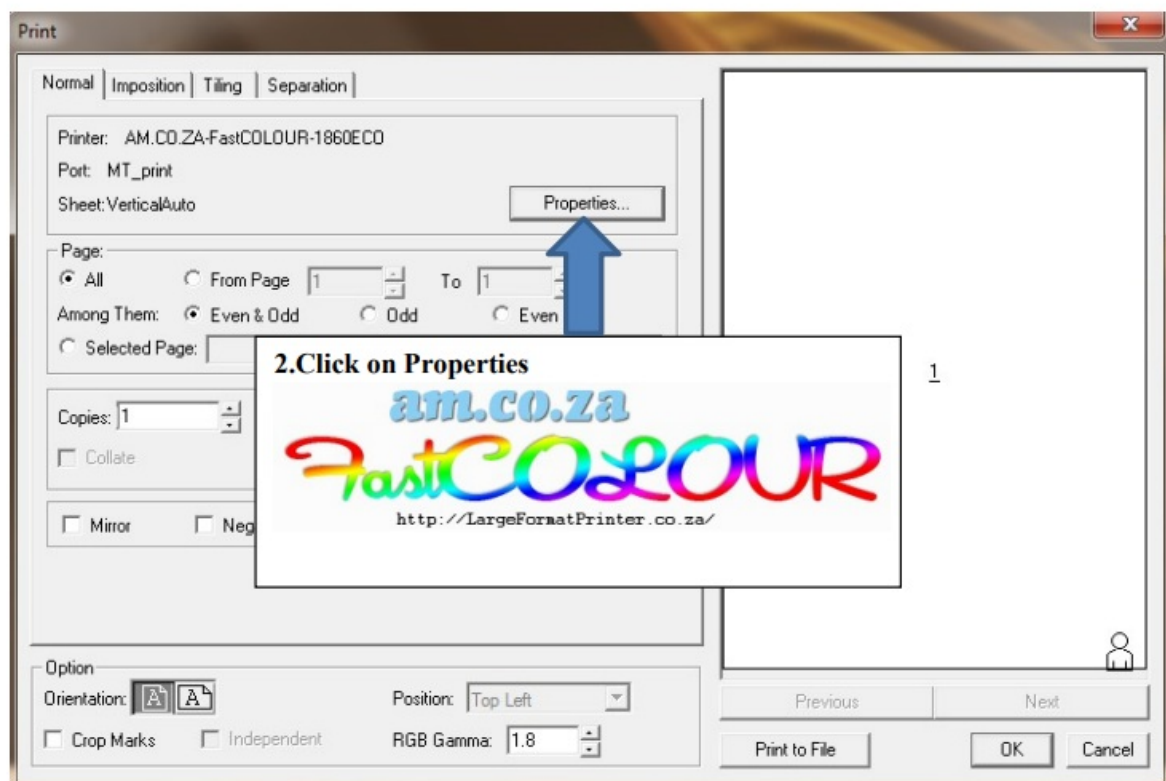 Print
Normal Imposition Tiling Separation
Printer: AM.CO.ZA-FastCOLOUR-1860ECO
Port: MT_print
Sheet: VerticalAuto
Properties...
Page:
All From Page 1 To 1
Among Them: Even & Odd Odd Even
Selected Page:
2.Click on Properties
am.co.za
FastCOLOUR
http://LargeFormatPrinter.co.za/
Copies: 1
Collate
Mirror
1
Option
Orientation: A A Position: Top Left
Crop Marks Independent RGB Gamma: 1.8
Previous Next
Print to File OK Cancel